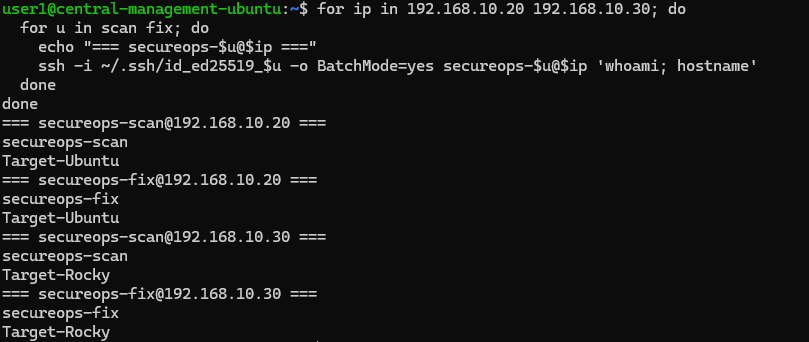 user1@central-management-ubuntu:~$ for ip in 192.168.10.20 192.168.10.30; do
  for u in scan fix; do
    echo "=== secureops-$u@$ip ==="
    ssh -i ~/.ssh/id_ed25519_$u -o BatchMode=yes secureops-$u@$ip 'whoami; hostname'
  done
done
=== secureops-scan@192.168.10.20 ===
secureops-scan
Target-Ubuntu
=== secureops-fix@192.168.10.20 ===
secureops-fix
Target-Ubuntu
=== secureops-scan@192.168.10.30 ===
secureops-scan
Target-Rocky
=== secureops-fix@192.168.10.30 ===
secureops-fix
Target-Rocky